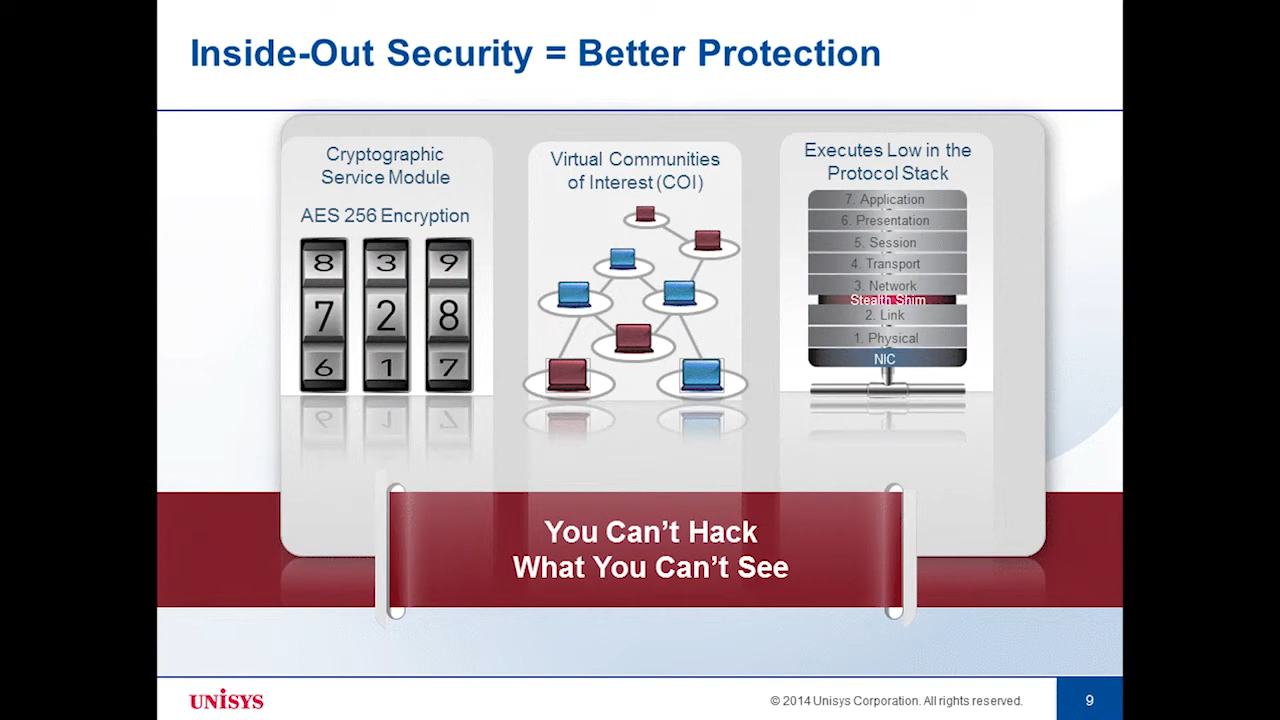 Inside-Out Security = Better Protection
Cryptographic
Service Module
AES 256 Encryption
8 3 9
7 2 8
6 1 7
Virtual Communities
of Interest (COI)
Executes Low in the
Protocol Stack
7. Application
6. Presentation
5. Session
4. Transport
3. Network
Stealth Shim
2. Link
1. Physical
NIC
You Can't Hack
What You Can't See
UNISYS
© 2014 Unisys Corporation. All rights reserved.
9